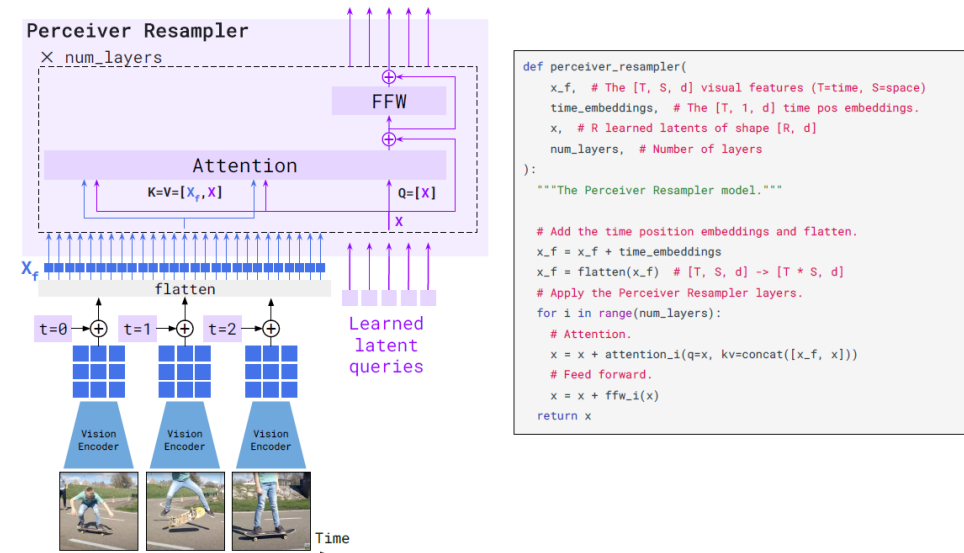 Perceiver Resampler
× num_layers
FFW
Attention
K=V=[Xf,X]
Q=[X]
X
Xf
flatten
t=0
t=1
t=2
Learned
latent
queries
Vision
Encoder
Vision
Encoder
Vision
Encoder
Time
def perceiver_resampler(
    x_f,  # The [T, S, d] visual features (T=time, S=space)
    time_embeddings,  # The [T, 1, d] time pos embeddings.
    x,  # R learned latents of shape [R, d]
    num_layers,  # Number of layers
):
  """The Perceiver Resampler model."""
  # Add the time position embeddings and flatten.
  x_f = x_f + time_embeddings
  x_f = flatten(x_f)  # [T, S, d] -> [T * S, d]
  # Apply the Perceiver Resampler layers.
  for i in range(num_layers):
    # Attention.
    x = x + attention_i(q=x, kv=concat([x_f, x]))
    # Feed forward.
    x = x + ffw_i(x)
  return x